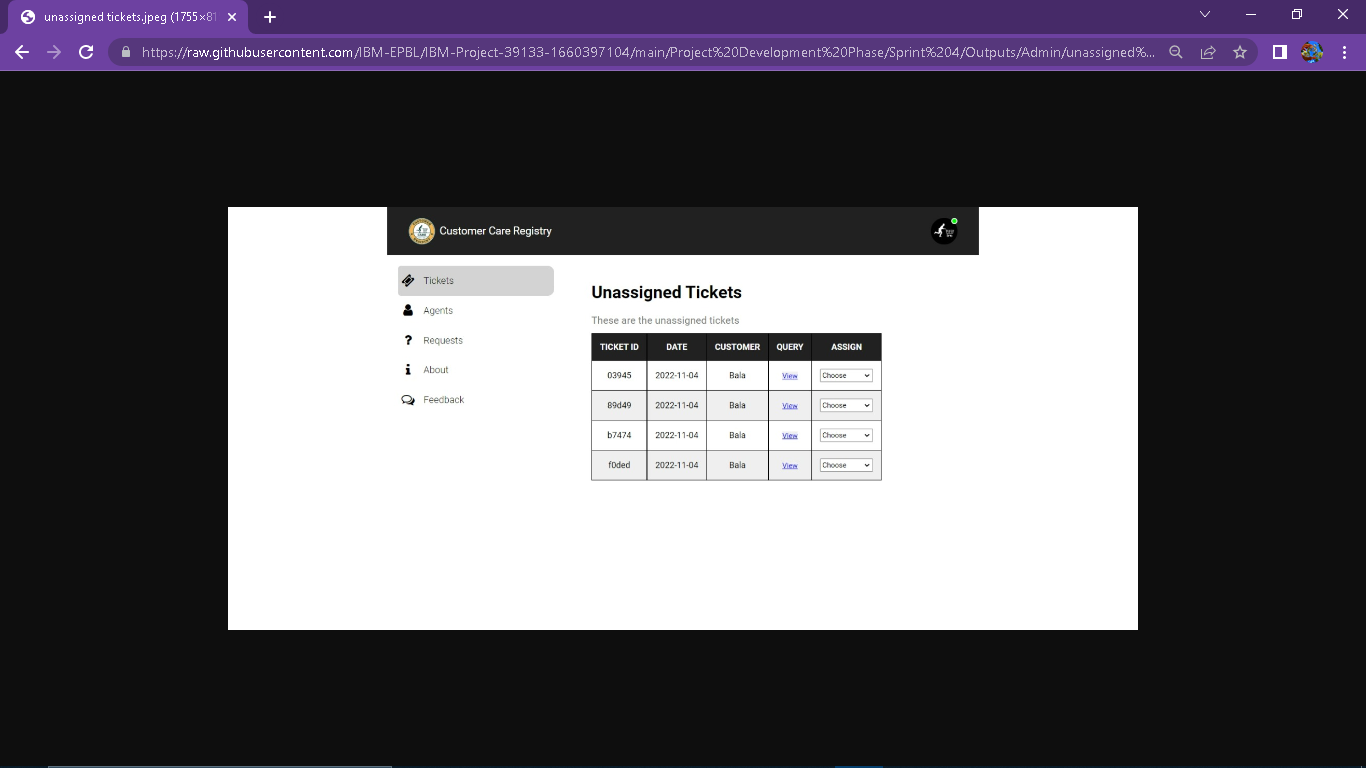 unassigned tickets.jpeg (1755×81
https://raw.githubusercontent.com/IBM-EPBL/IBM-Project-39133-1660397104/main/Project%20Development%20Phase/Sprint%204/Outputs/Admin/unassigned%...
Customer Care Registry
Tickets
Agents
Requests
About
Feedback
Unassigned Tickets
These are the unassigned tickets
TICKET ID DATE CUSTOMER QUERY ASSIGN
03945 2022-11-04 Bala View Choose
89d49 2022-11-04 Bala View Choose
b7474 2022-11-04 Bala View Choose
f0ded 2022-11-04 Bala View Choose